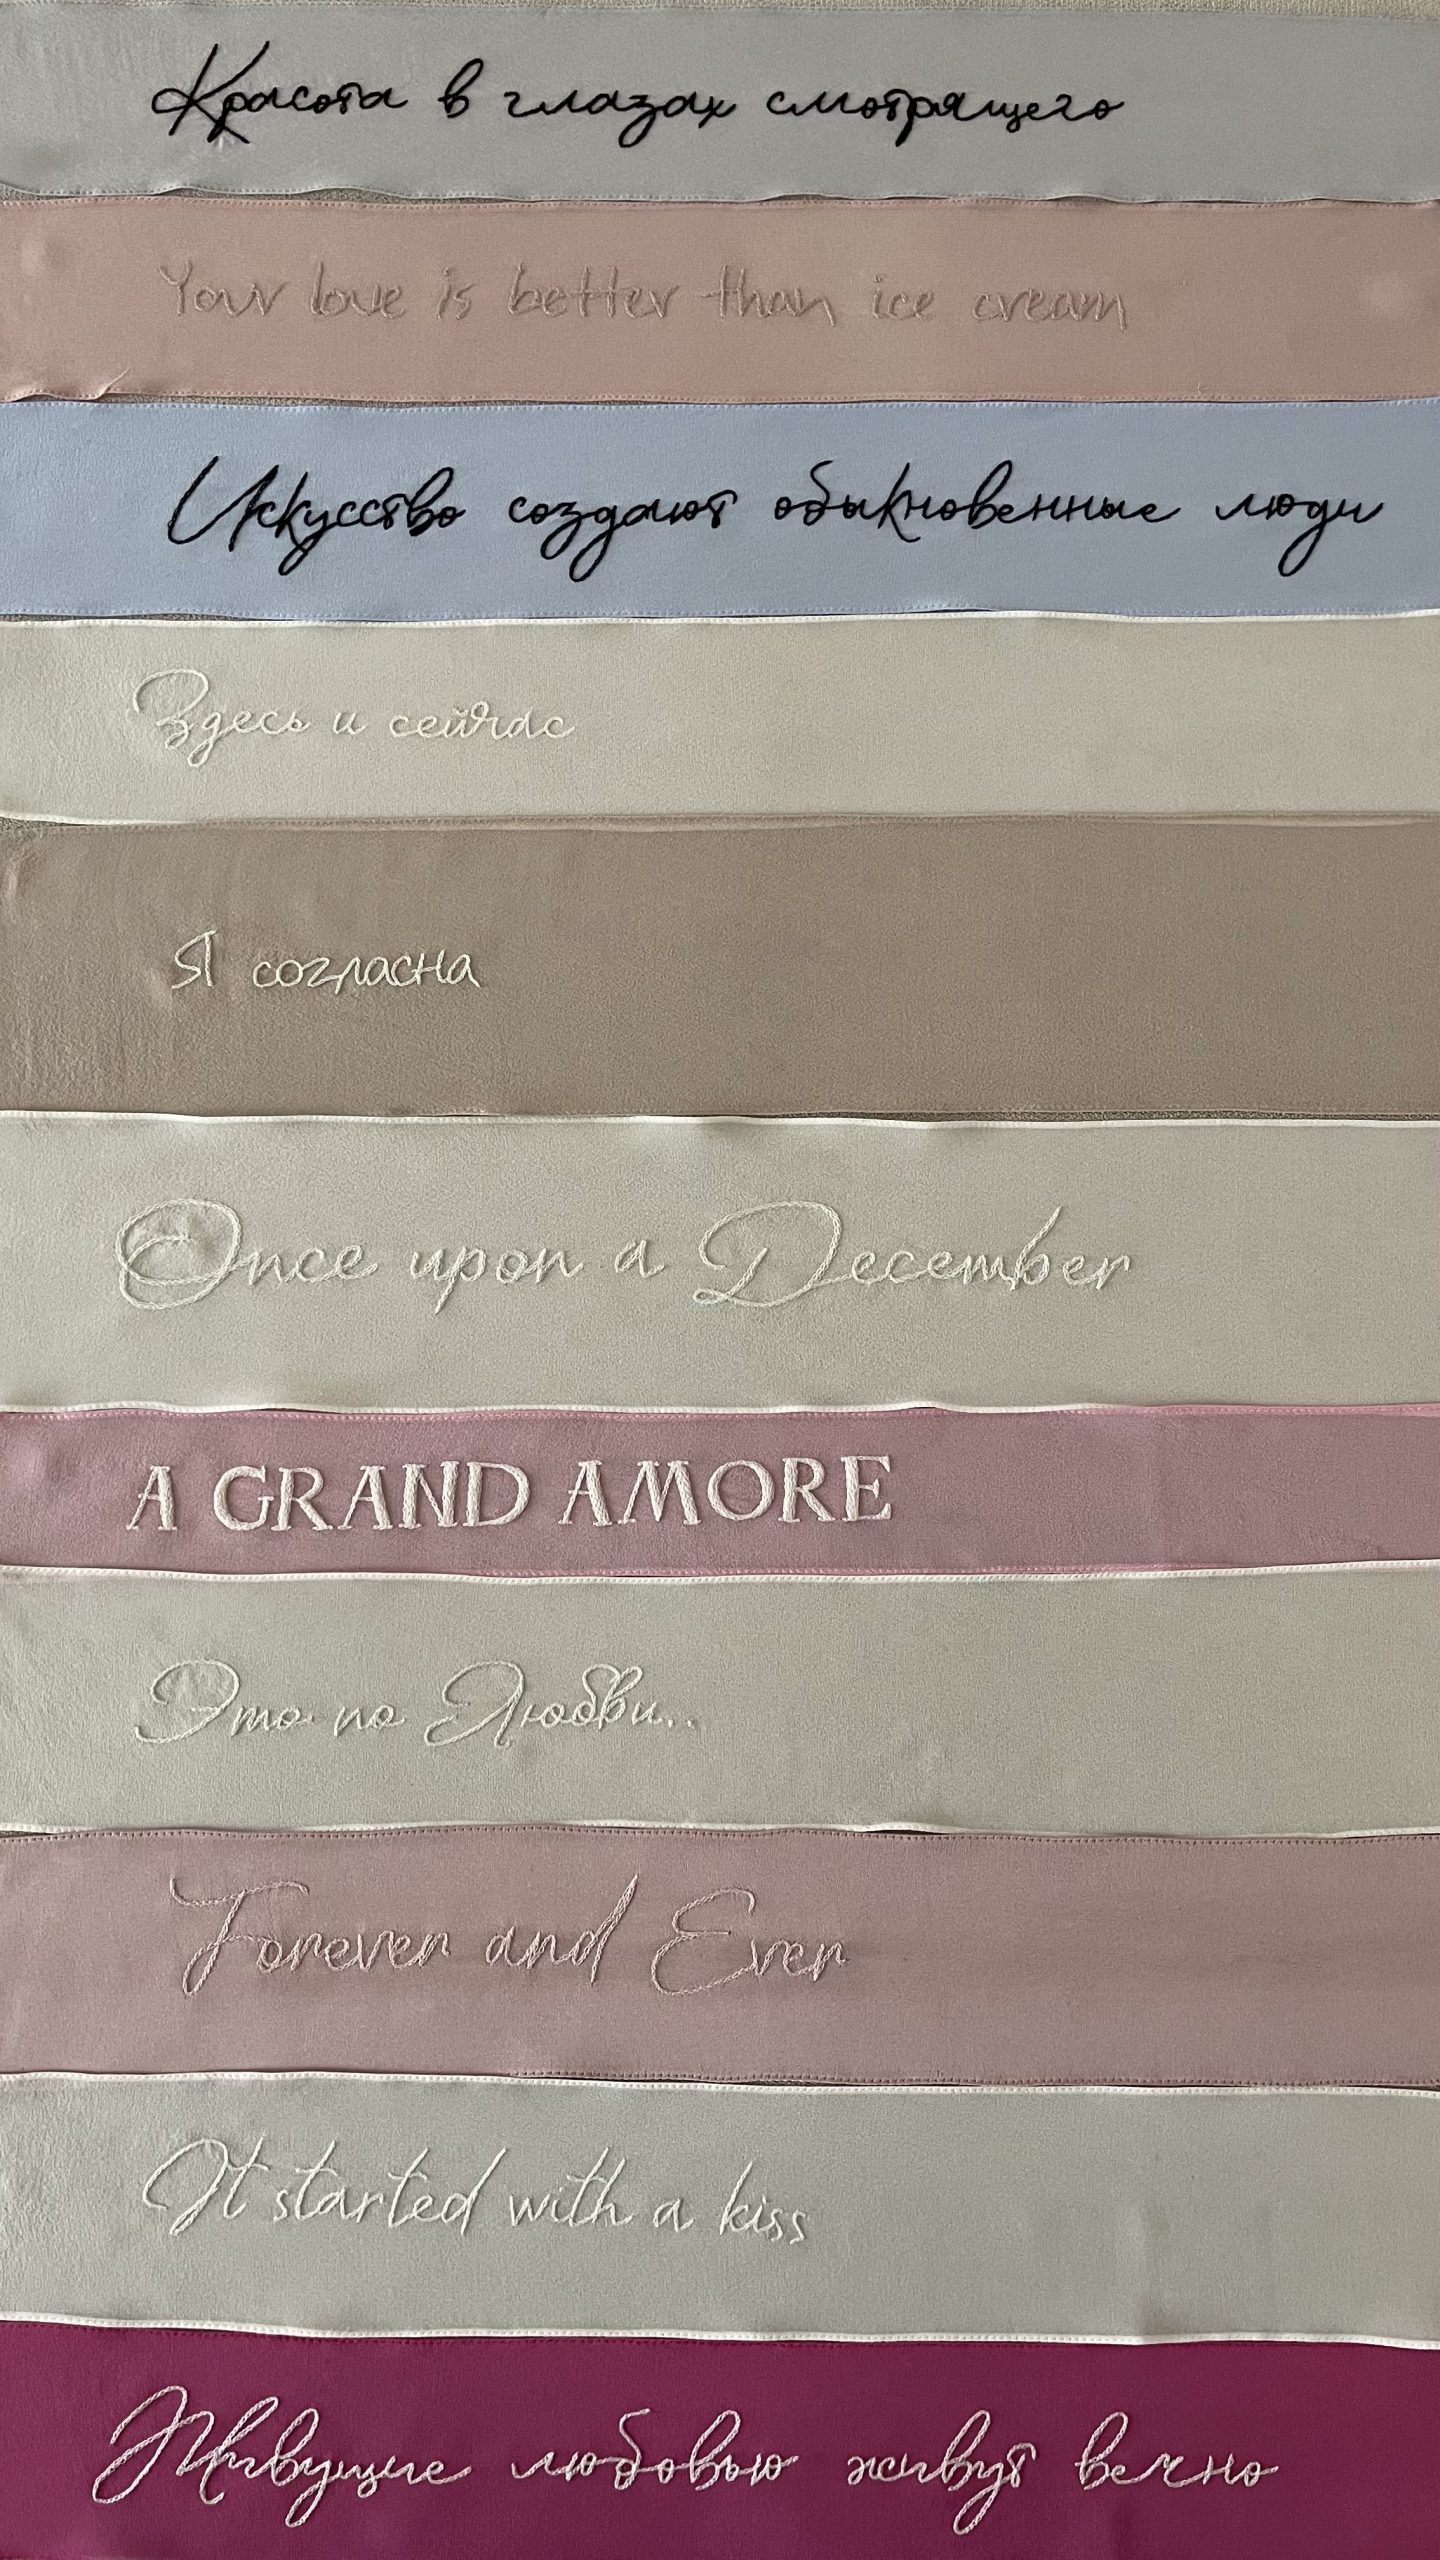 Красота в глазах смотрящего
Your love is better than ice cream
Искусство создают обыкновенные люди
Здесь и сейчас
Я согласна
Once upon a December
A GRAND AMORE
Это по Любви..
Forever and Ever
It started with a kiss
Живущие любовью живут вечно